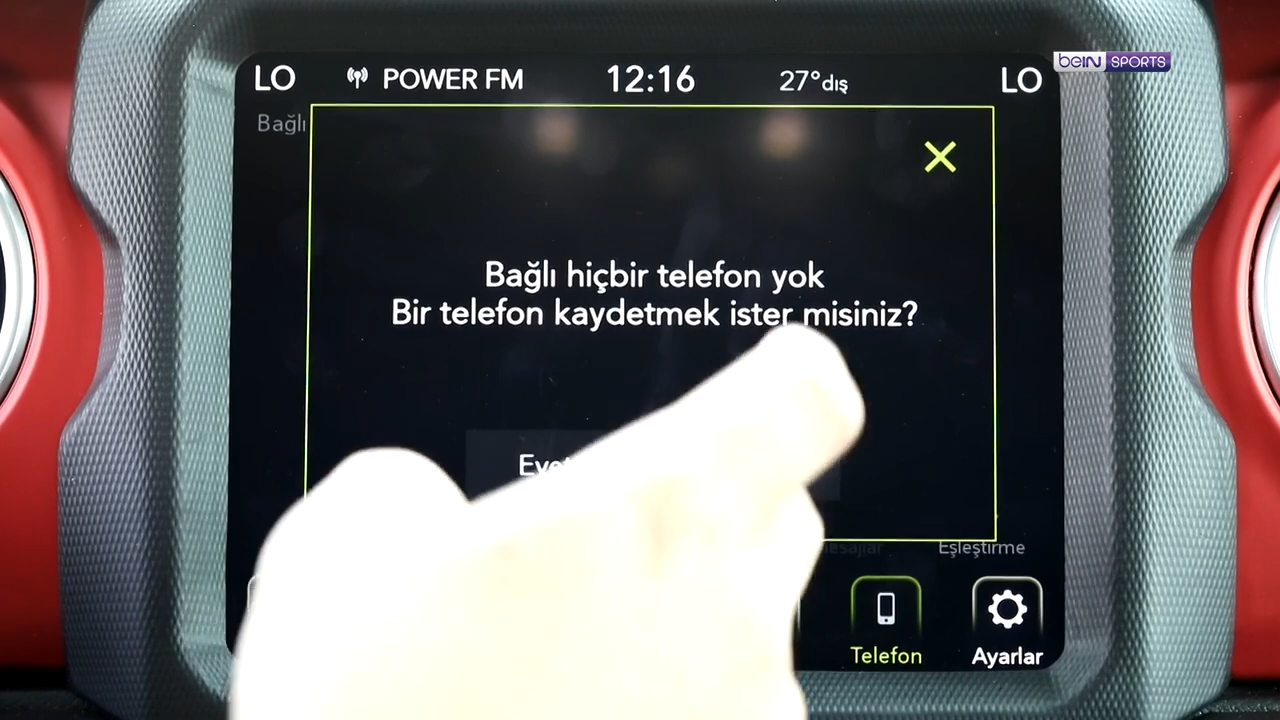 LO POWER FM 12:16 27°dış LO
beIN SPORTS
Bağlı
Bağlı hiçbir telefon yok
Bir telefon kaydetmek ister misiniz?
Eşleştirme
Telefon Ayarlar